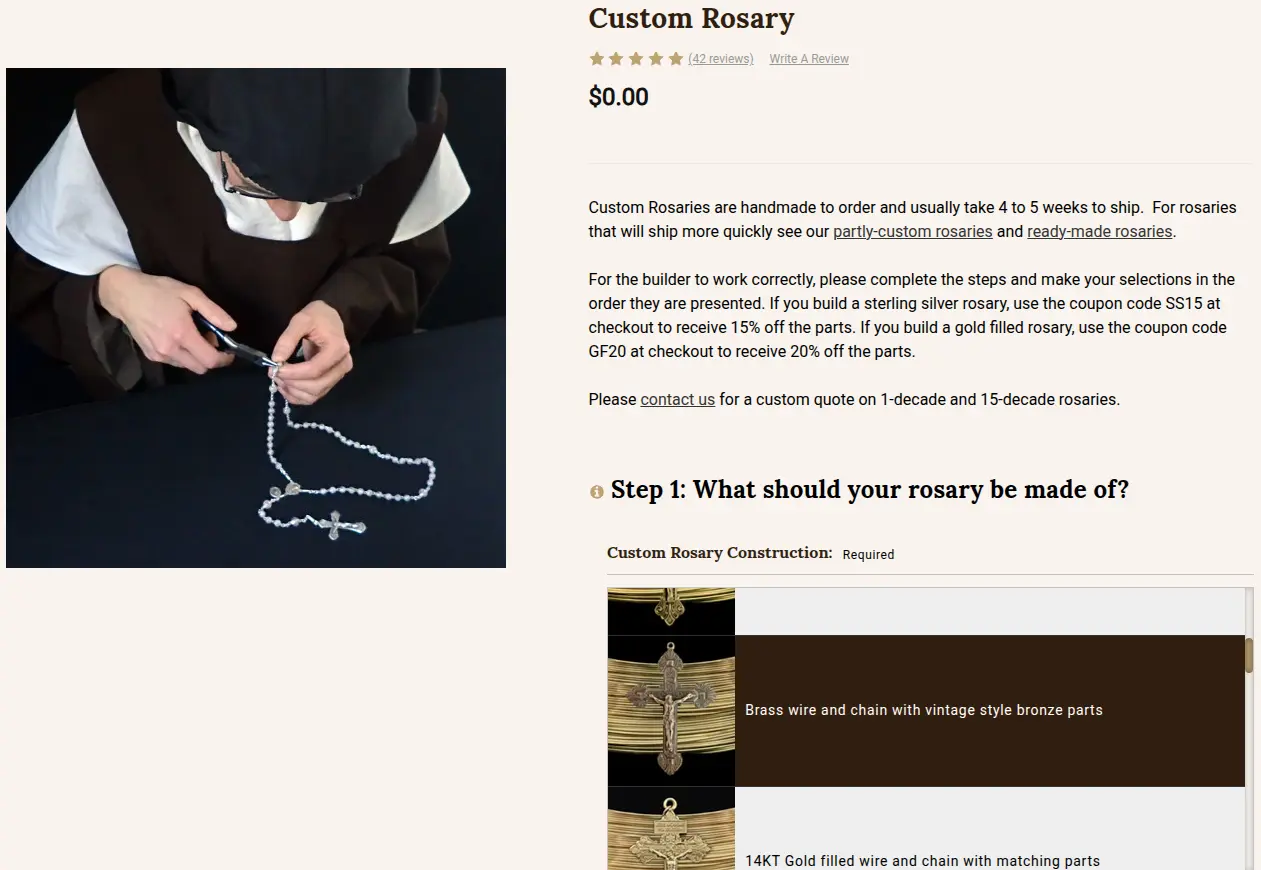 Custom Rosary
(42 reviews) Write A Review
$0.00
Custom Rosaries are handmade to order and usually take 4 to 5 weeks to ship. For rosaries
that will ship more quickly see our partly-custom rosaries and ready-made rosaries.
For the builder to work correctly, please complete the steps and make your selections in the
order they are presented. If you build a sterling silver rosary, use the coupon code SS15 at
checkout to receive 15% off the parts. If you build a gold filled rosary, use the coupon code
GF20 at checkout to receive 20% off the parts.
Please contact us for a custom quote on 1-decade and 15-decade rosaries.
Step 1: What should your rosary be made of?
Custom Rosary Construction: Required
Brass wire and chain with vintage style bronze parts
14KT Gold filled wire and chain with matching parts